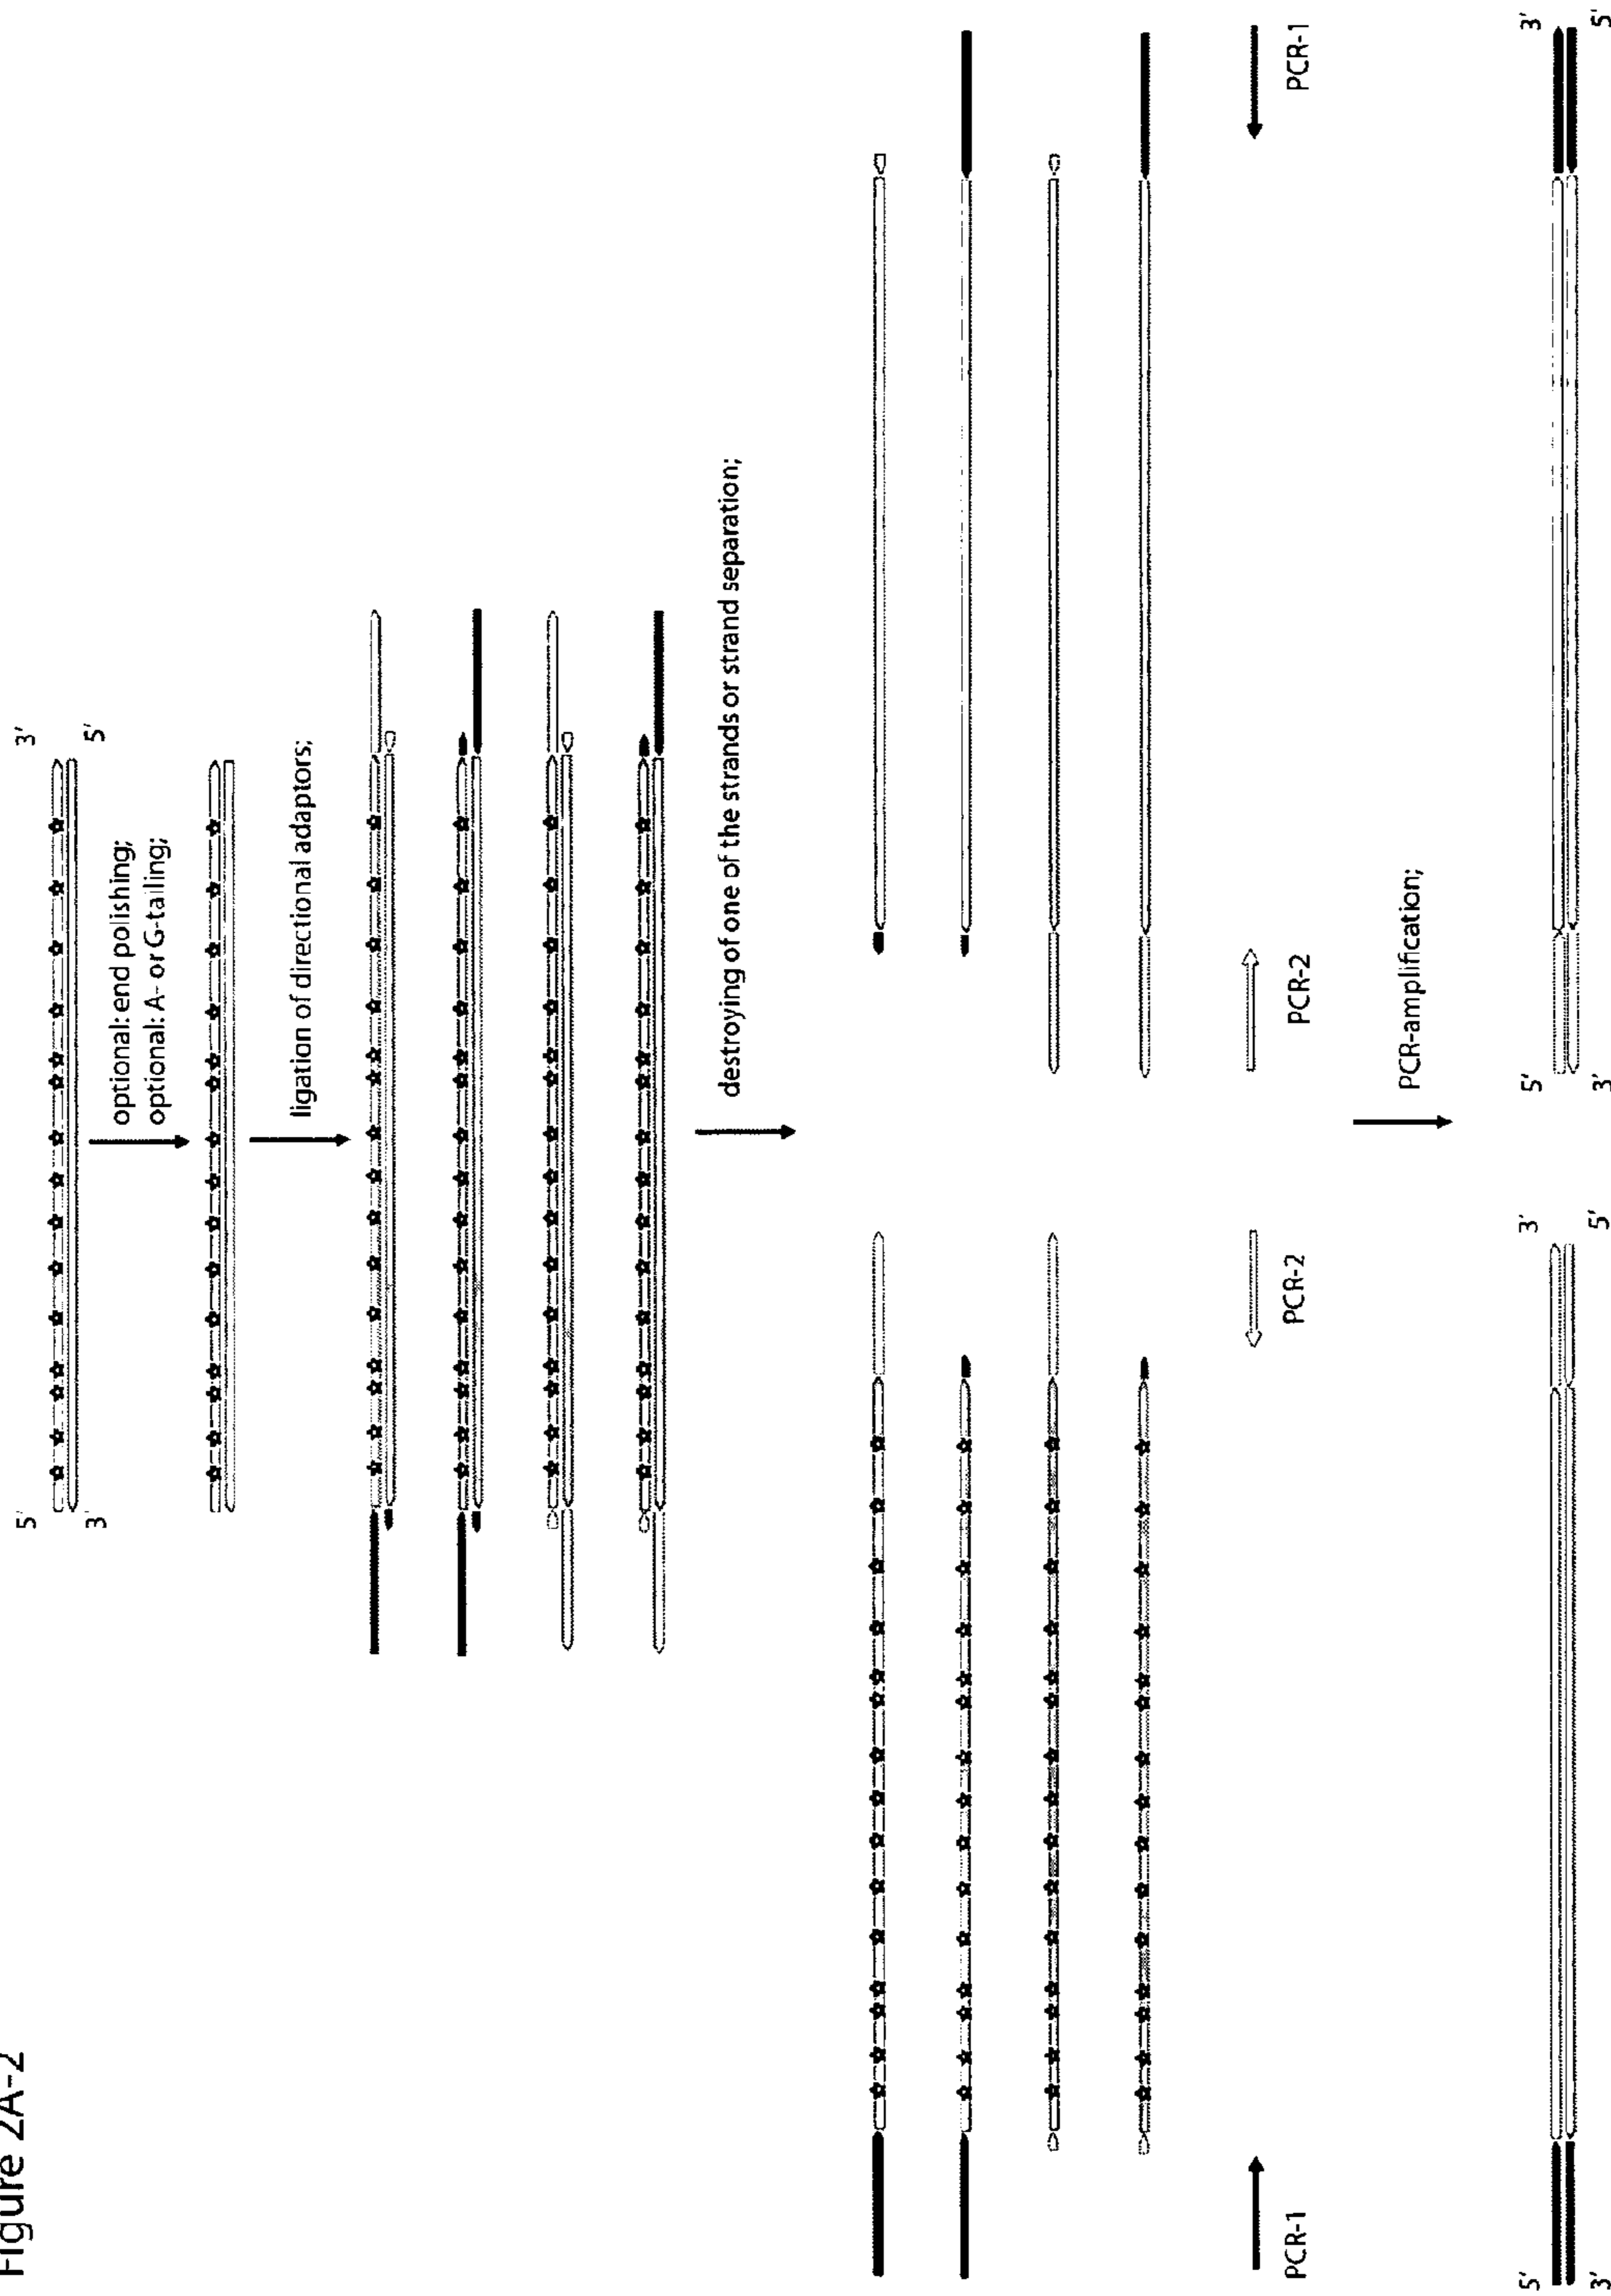 Figure 2A-2
5' 3'
3' 5'
optional: end polishing;
optional: A- or G-tailing;
ligation of directional adaptors;
destroying of one of the strands or strand separation;
PCR-1 PCR-2 PCR-2 PCR-1
PCR-amplification;
5' 3' 5' 3'
3' 5' 3' 5'